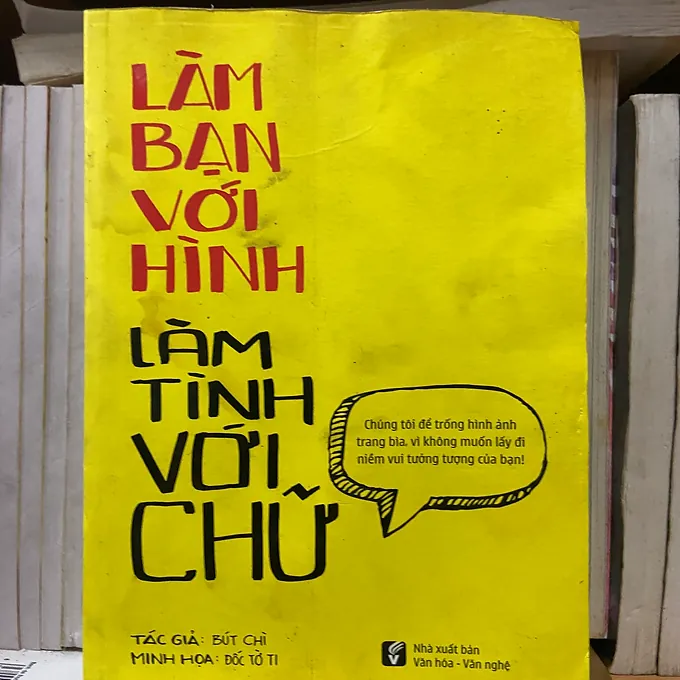 LÀM
BẠN
VỚI
HÌNH
LÀM
TÌNH
VỚI
CHỮ
Chúng tôi để trống hình ảnh
trang bìa, vì không muốn lấy đi
niềm vui tưởng tượng của bạn!
TÁC GIẢ: BÚT CHÌ
MINH HỌA: ĐỐC TỜ TI
Nhà xuất bản
Văn hóa - Văn nghệ